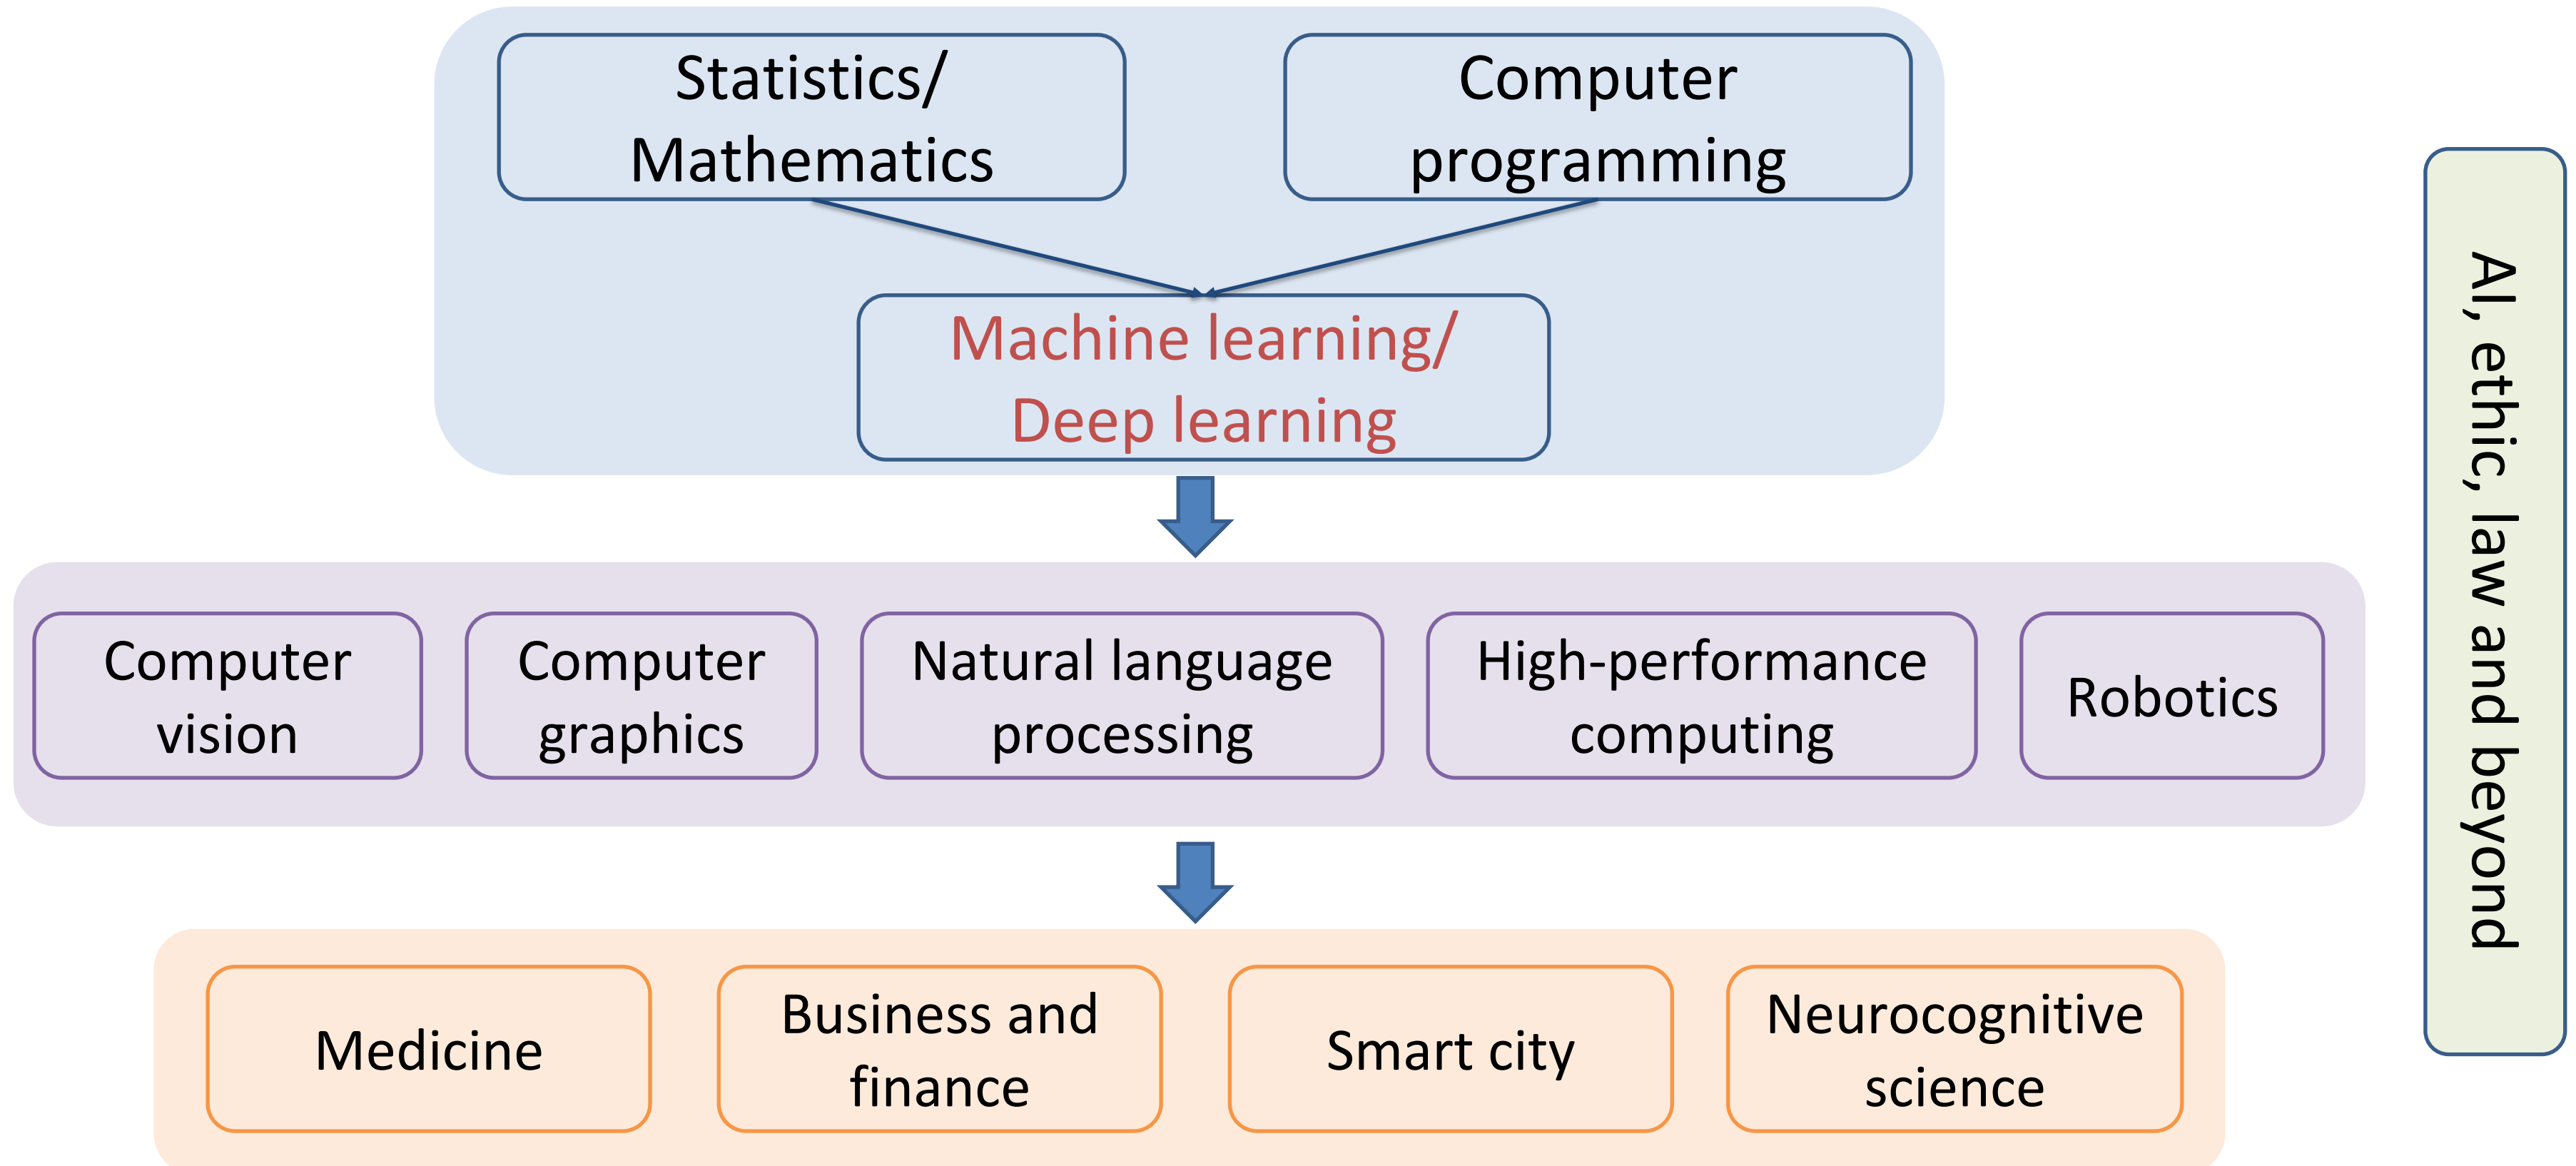 Statistics/
Mathematics
Computer
programming
Machine learning/
Deep learning
Computer
vision
Computer
graphics
Natural language
processing
High-performance
computing
Robotics
Medicine
Business and
finance
Smart city
Neurocognitive
science
AI, ethic, law and beyond